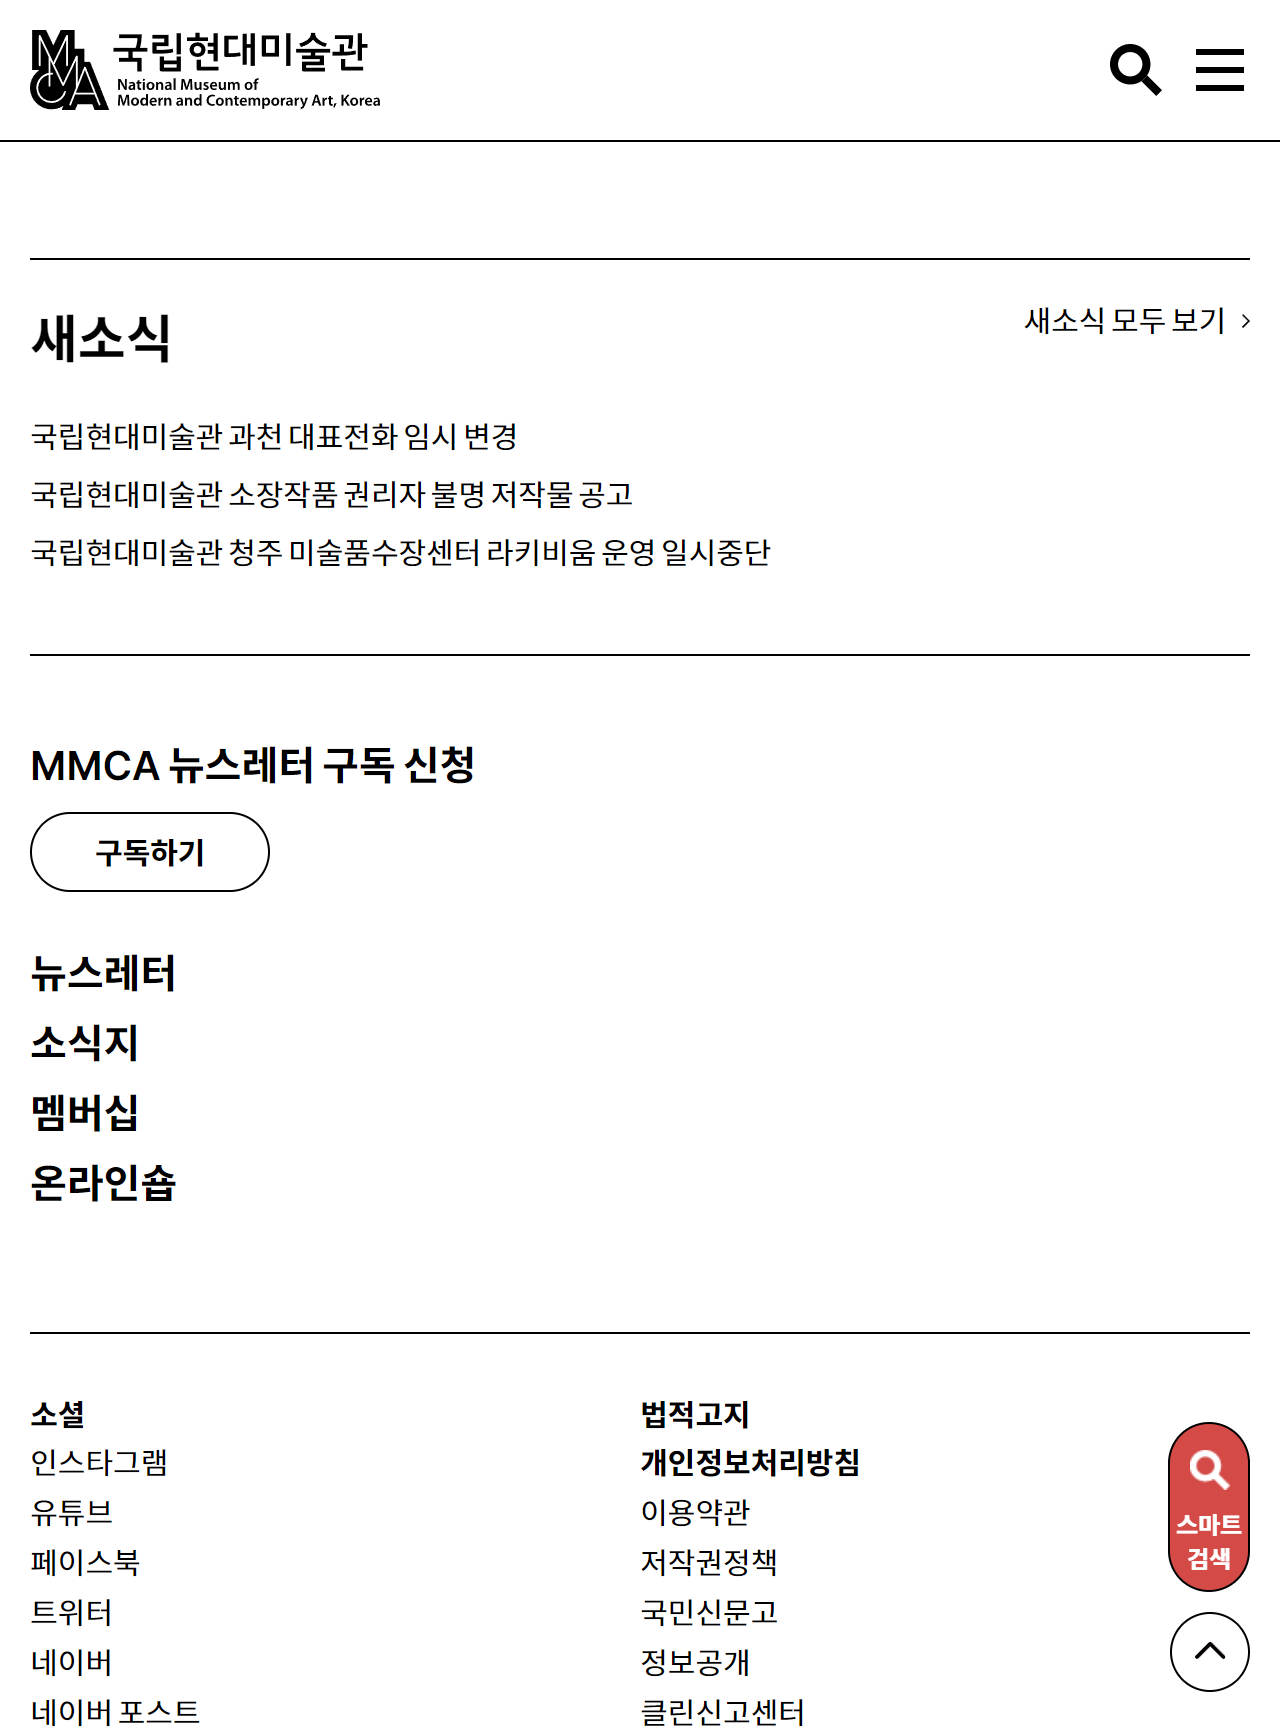 MMCA
국립현대미술관
National Museum of
Modern and Contemporary Art, Korea
새소식
새소식 모두 보기
국립현대미술관 과천 대표전화 임시 변경
국립현대미술관 소장작품 권리자 불명 저작물 공고
국립현대미술관 청주 미술품수장센터 라키비움 운영 일시중단
MMCA 뉴스레터 구독 신청
구독하기
뉴스레터
소식지
멤버십
온라인숍
소셜
인스타그램
유튜브
페이스북
트위터
네이버
네이버 포스트
법적고지
개인정보처리방침
이용약관
저작권정책
국민신문고
정보공개
클린신고센터
스마트
검색